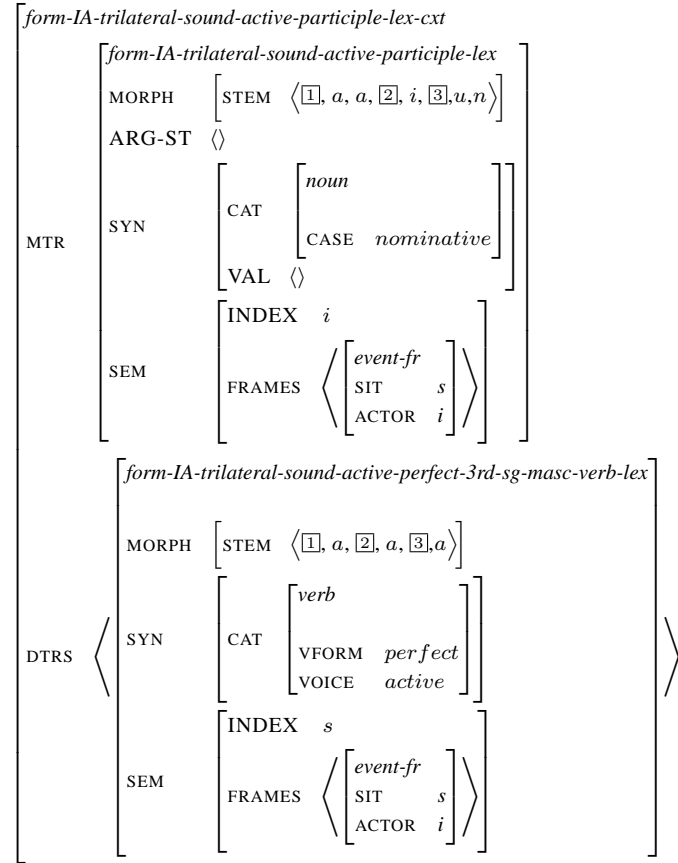 form-IA-trilateral-sound-active-participle-lex-cxt
form-IA-trilateral-sound-active-participle-lex
MORPH [STEM ⟨1, a, a, 2, i, 3,u,n⟩]
ARG-ST ⟨⟩
noun
SYN CAT
CASE nominative
MTR
VAL ⟨⟩
INDEX i
event-fr
SEM FRAMES ⟨ SIT s ⟩
ACTOR i
form-IA-trilateral-sound-active-perfect-3rd-sg-masc-verb-lex
MORPH [STEM ⟨1, a, 2, a, 3,a⟩]
verb
SYN CAT
VFORM perfect
DTRS
VOICE active
INDEX s
event-fr
SEM FRAMES ⟨ SIT s ⟩
ACTOR i